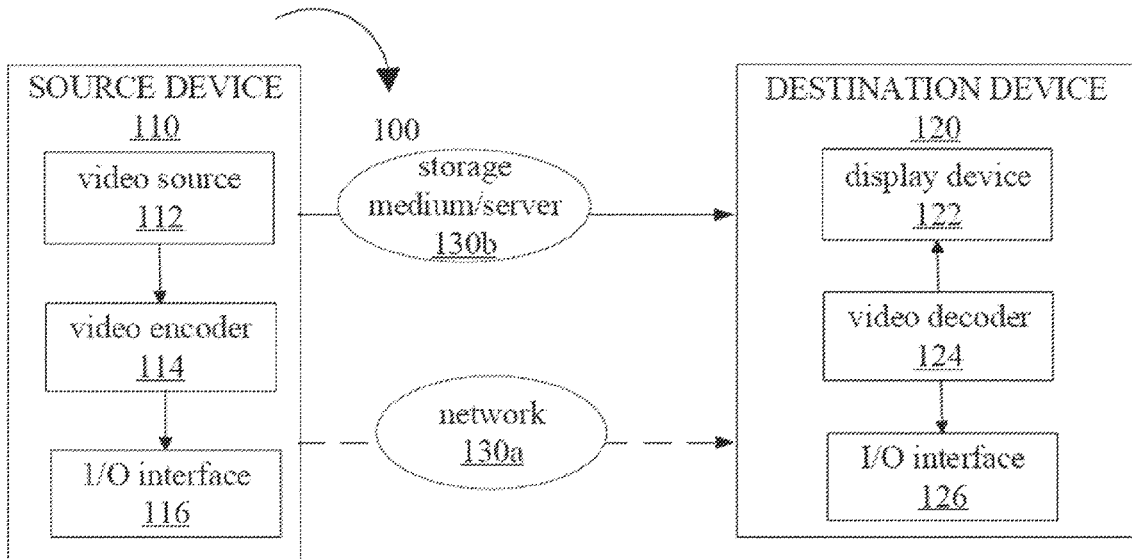 SOURCE DEVICE
110
video source
112
video encoder
114
I/O interface
116
100
storage
medium/server
130b
network
130a
DESTINATION DEVICE
120
display device
122
video decoder
124
I/O interface
126